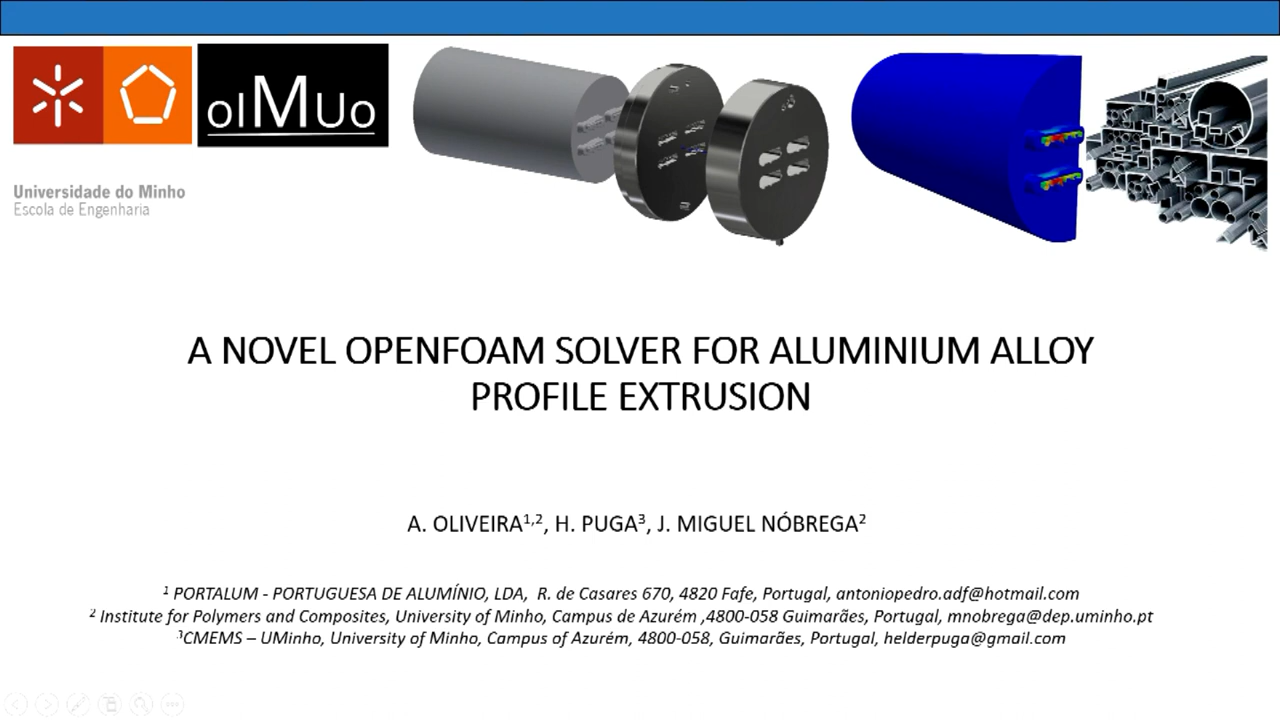 oIMUo
Universidade do Minho
Escola de Engenharia
A NOVEL OPENFOAM SOLVER FOR ALUMINIUM ALLOY
PROFILE EXTRUSION
A. OLIVEIRA1,2, H. PUGA3, J. MIGUEL NÓBREGA2
1 PORTALUM - PORTUGUESA DE ALUMÍNIO, LDA, R. de Casares 670, 4820 Fafe, Portugal, antoniopedro.adf@hotmail.com
2 Institute for Polymers and Composites, University of Minho, Campus de Azurém ,4800-058 Guimarães, Portugal, mnobrega@dep.uminho.pt
3CMEMS – UMinho, University of Minho, Campus of Azurém, 4800-058, Guimarães, Portugal, helderpuga@gmail.com